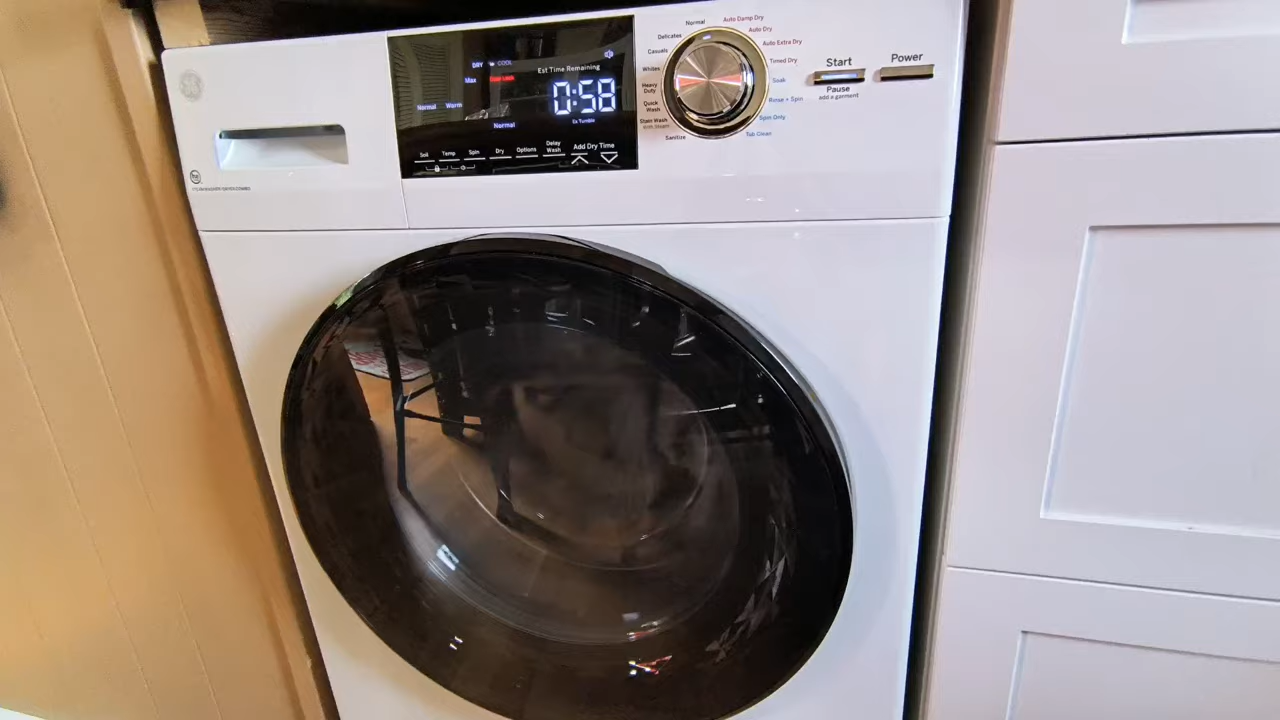 GE
DRY
COOL
Max
Door Lock
Est Time Remaining
0:58
Normal Warm
Normal
Ex Tumble
Soil Temp Spin Dry Options Delay Wash Add Dry Time
Normal
Delicates
Casuals
Whites
Heavy Duty
Quick Wash
Stain Wash
with Steam
Sanitize
Auto Damp Dry
Auto Dry
Auto Extra Dry
Timed Dry
Soak
Rinse + Spin
Spin Only
Tub Clean
Start
Pause
add a garment
Power